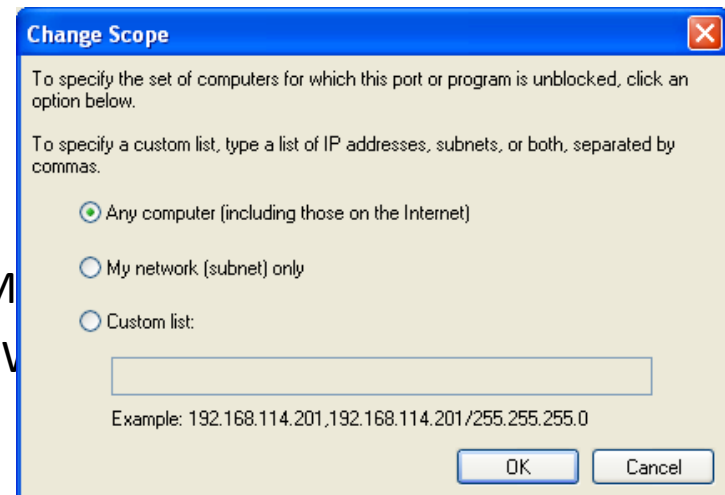 Change Scope
To specify the set of computers for which this port or program is unblocked, click an
option below.
To specify a custom list, type a list of IP addresses, subnets, or both, separated by
commas.
Any computer (including those on the Internet)
My network (subnet) only
Custom list:
Example: 192.168.114.201,192.168.114.201/255.255.255.0
OK Cancel